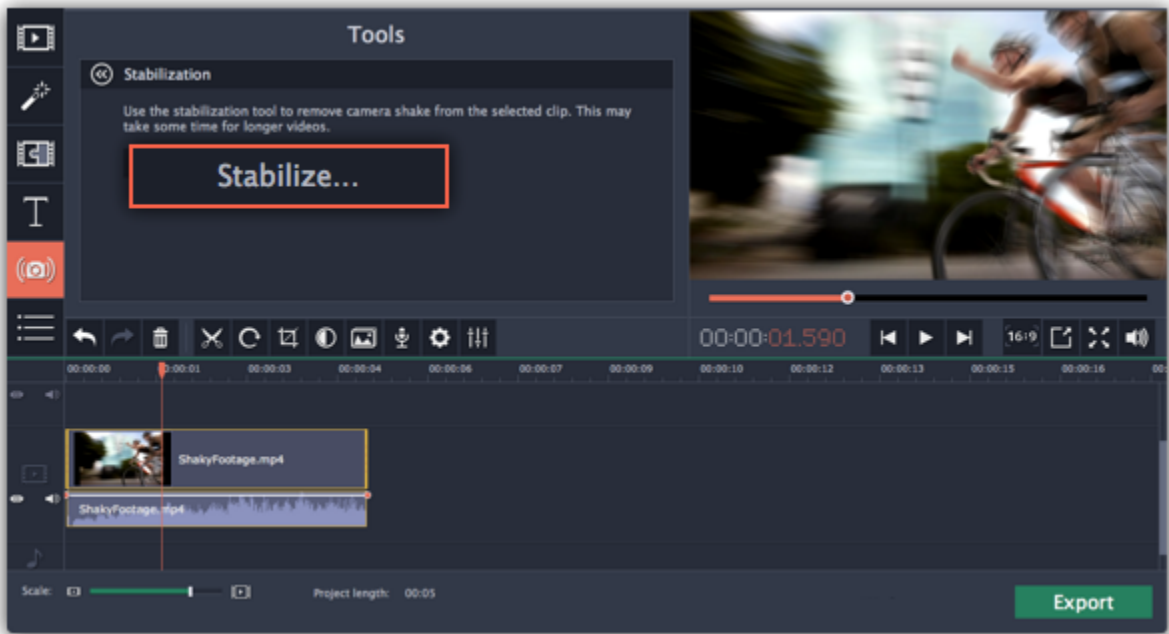 Tools
Stabilization
Use the stabilization tool to remove camera shake from the selected clip. This may
take some time for longer videos.
Stabilize...
T
00:00:01.590
16:9
00:00:00 0:00:01 00:00:03 00:00:04 00:00:06 00:00:07 00:00:09 00:00:10 00:00:12 00:00:13 00:00:15 00:00:16 00:
ShakyFootage.mp4
ShakyFootage.mp4
Scale:
Project length: 00:05
Export